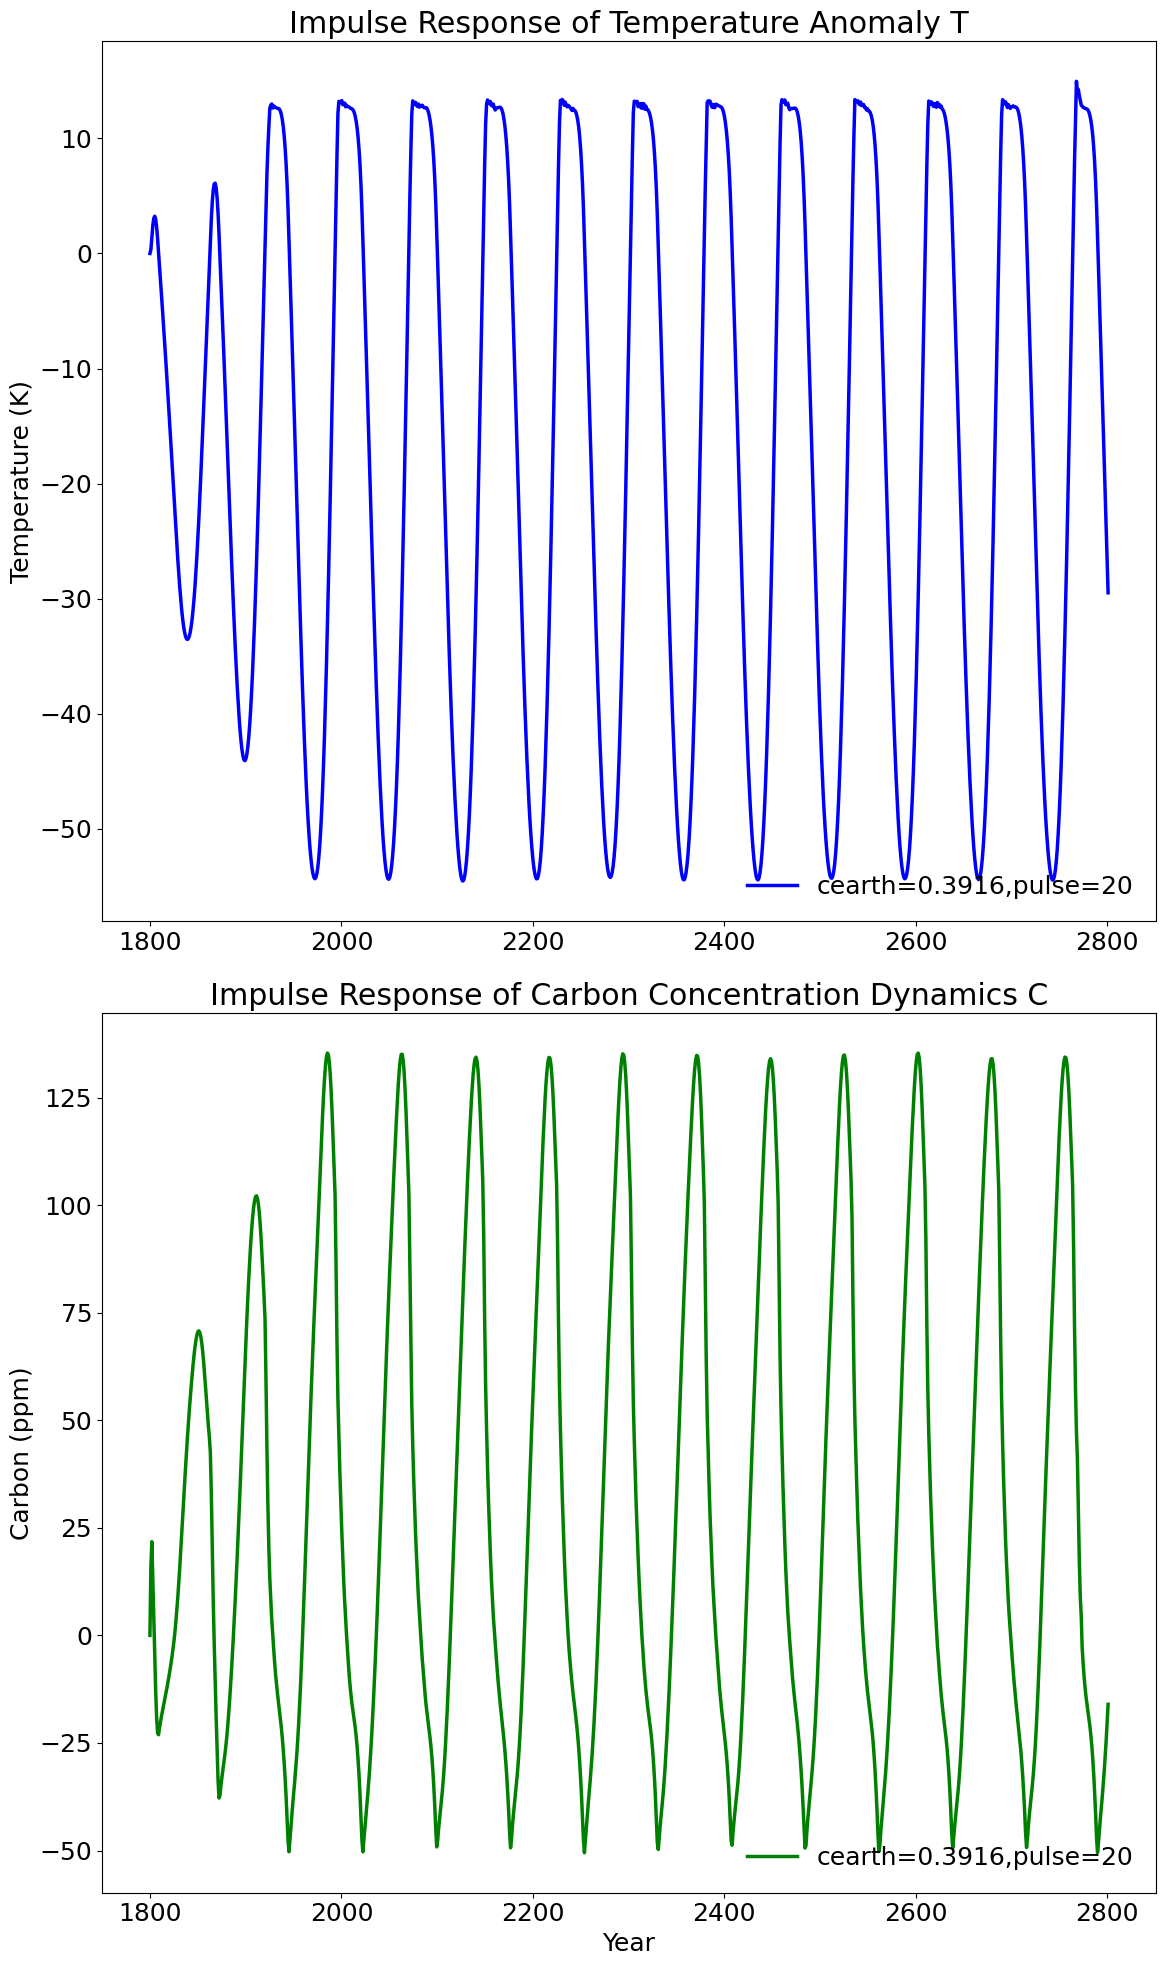 Impulse Response of Temperature Anomaly T
Temperature (K)
10
0
−10
−20
−30
−40
−50
cearth=0.3916,pulse=20
1800 2000 2200 2400 2600 2800
Impulse Response of Carbon Concentration Dynamics C
Carbon (ppm)
125
100
75
50
25
0
−25
−50
cearth=0.3916,pulse=20
1800 2000 2200 2400 2600 2800
Year